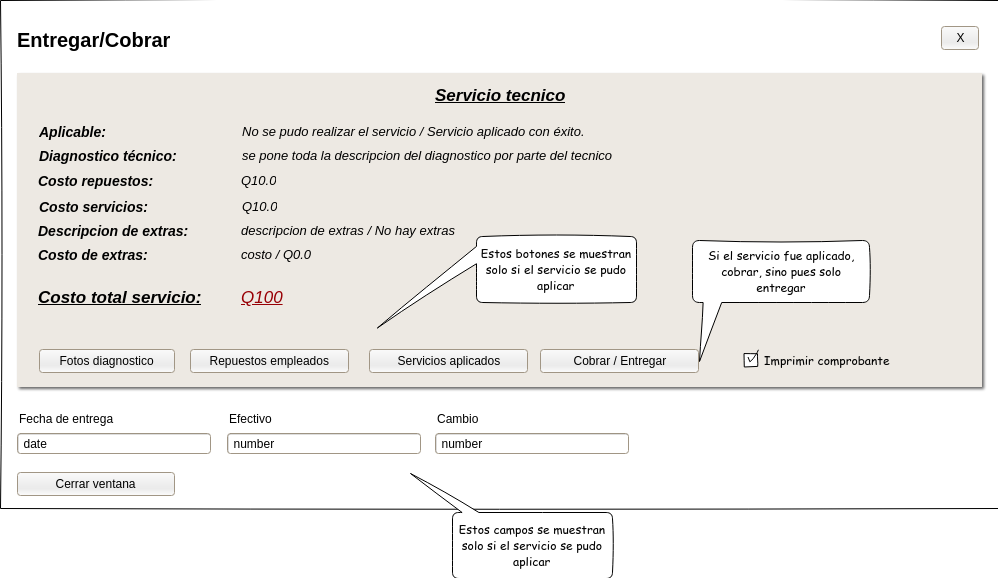 Entregar/Cobrar
X
Servicio tecnico
Aplicable: No se pudo realizar el servicio / Servicio aplicado con éxito.
Diagnostico técnico: se pone toda la descripcion del diagnostico por parte del tecnico
Costo repuestos: Q10.0
Costo servicios: Q10.0
Descripcion de extras: descripcion de extras / No hay extras
Costo de extras: costo / Q0.0
Estos botones se muestran
solo si el servicio se pudo
aplicar
Si el servicio fue aplicado,
cobrar, sino pues solo
entregar
Costo total servicio: Q100
Fotos diagnostico
Repuestos empleados
Servicios aplicados
Cobrar / Entregar
Imprimir comprobante
Fecha de entrega
Efectivo
Cambio
date
number
number
Cerrar ventana
Estos campos se muestran
solo si el servicio se pudo
aplicar